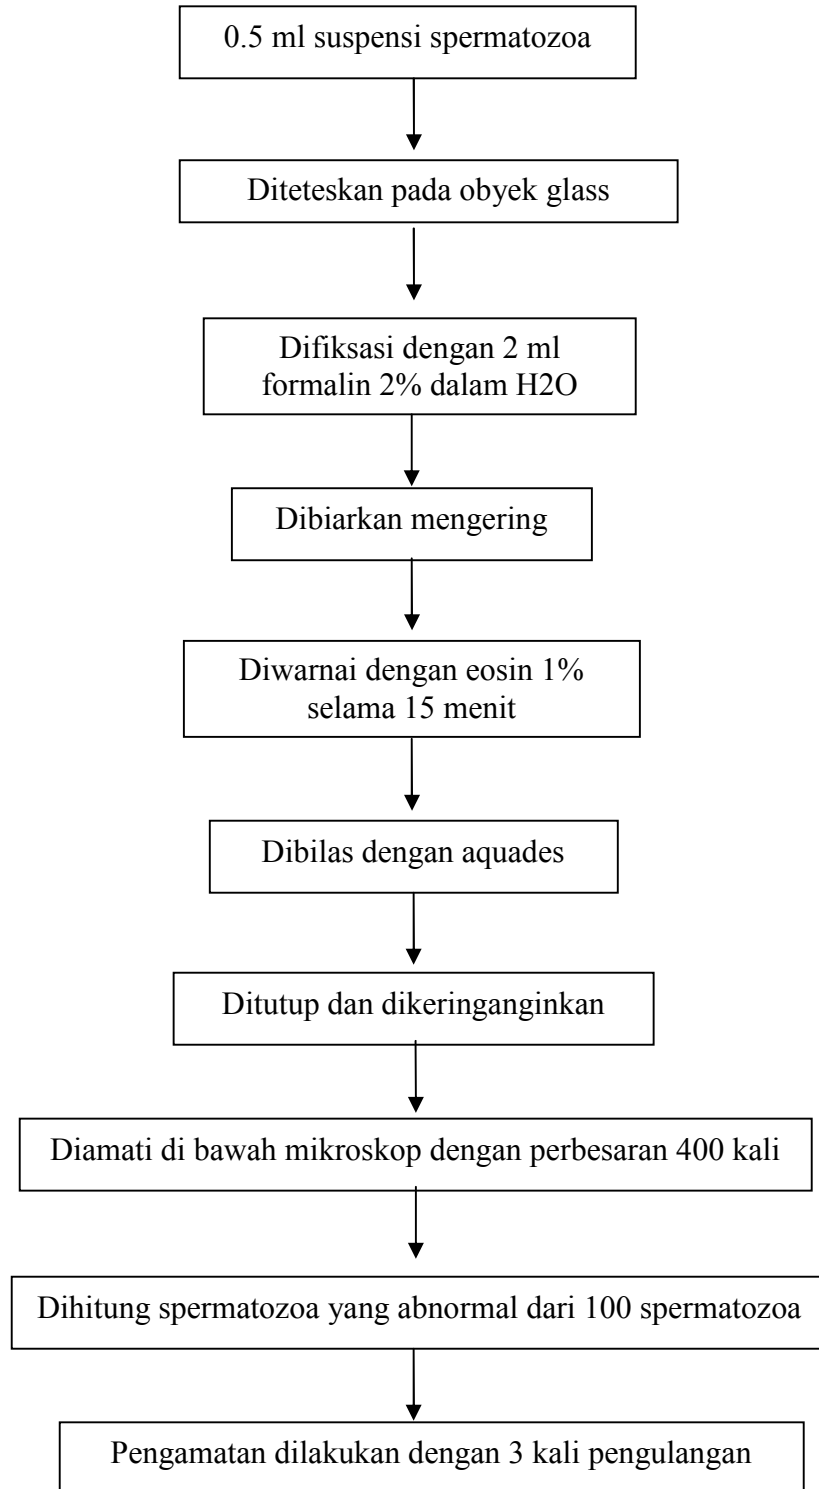 0.5 ml suspensi spermatozoa
Diteteskan pada obyek glass
Difiksasi dengan 2 ml
formalin 2% dalam H2O
Dibiarkan mengering
Diwarnai dengan eosin 1%
selama 15 menit
Dibilas dengan aquades
Ditutup dan dikeringanginkan
Diamati di bawah mikroskop dengan perbesaran 400 kali
Dihitung spermatozoa yang abnormal dari 100 spermatozoa
Pengamatan dilakukan dengan 3 kali pengulangan